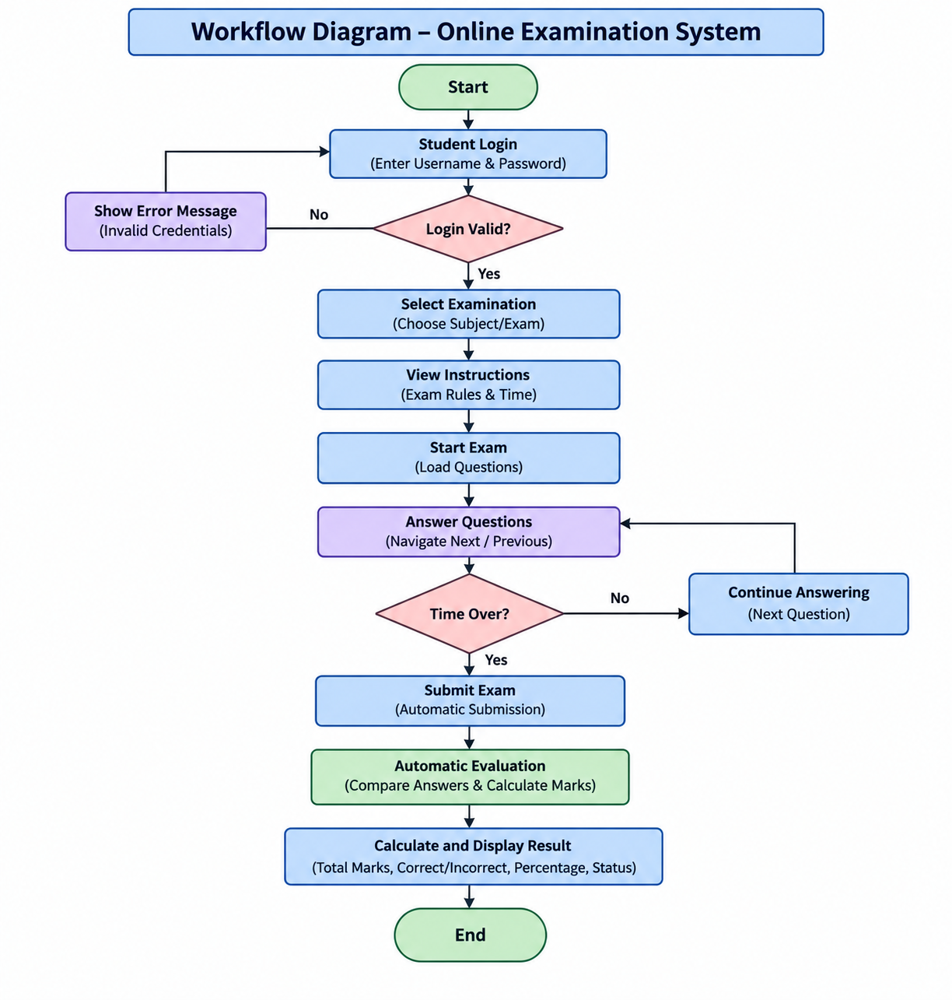 Workflow Diagram – Online Examination System
Start
Student Login
(Enter Username & Password)
Show Error Message
(Invalid Credentials)
No
Login Valid?
Yes
Select Examination
(Choose Subject/Exam)
View Instructions
(Exam Rules & Time)
Start Exam
(Load Questions)
Answer Questions
(Navigate Next / Previous)
Time Over?
No
Continue Answering
(Next Question)
Yes
Submit Exam
(Automatic Submission)
Automatic Evaluation
(Compare Answers & Calculate Marks)
Calculate and Display Result
(Total Marks, Correct/Incorrect, Percentage, Status)
End